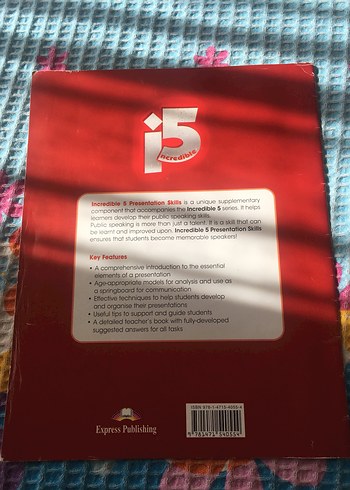 i5
incredible
Incredible 5 Presentation Skills is a unique supplementary
component that accompanies the Incredible 5 series. It helps
learners develop their public speaking skills.
Public speaking is more than just a talent. It is a skill that can
be learnt and improved upon. Incredible 5 Presentation Skills
ensures that students become memorable speakers!
Key Features
• A comprehensive introduction to the essential
elements of a presentation
• Age-appropriate models for analysis and use as
a springboard for communication
• Effective techniques to help students develop
and organise their presentations
• Useful tips to support and guide students
• A detailed teacher's book with fully-developed
suggested answers for all tasks
Express Publishing